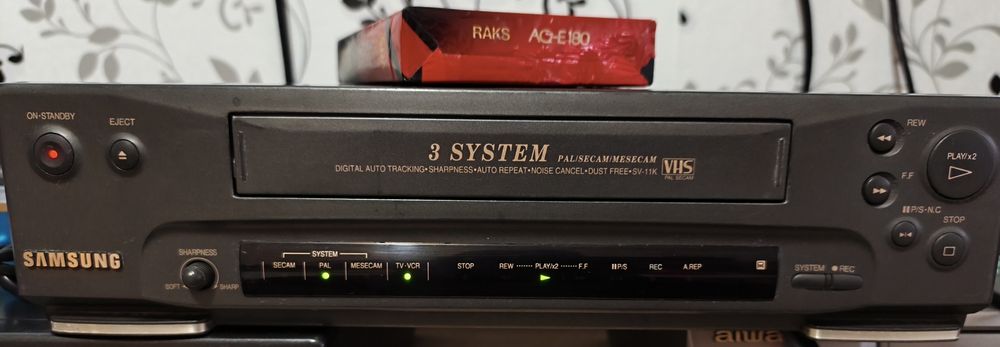 RAKS AG-E180
ON•STANDBY
EJECT
3 SYSTEM PAL/SECAM/MESECAM
DIGITAL AUTO TRACKING•SHARPNESS•AUTO REPEAT•NOISE CANCEL•DUST FREE•SV-11K
VHS
PAL SECAM
REW
PLAY/x2
F.F
P/S-N.C
STOP
SAMSUNG
SHARPNESS
SOFT SHARP
SYSTEM
SECAM PAL MESECAM TV-VCR STOP REW PLAY/x2 F.F P/S REC A.REP
SYSTEM REC
aiwa